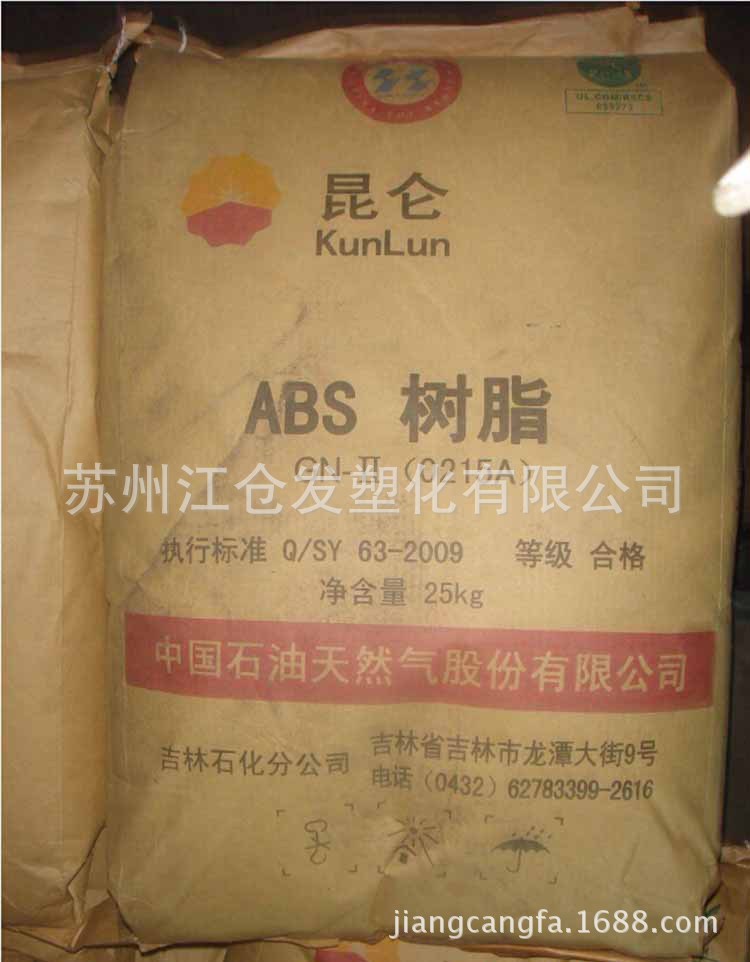 昆仑
KunLun
ABS 树脂
GN-Ⅱ（0215A）
苏州江仓发塑化有限公司
执行标准 Q/SY 63-2009 等级 合格
净含量 25kg
中国石油天然气股份有限公司
吉林石化分公司
吉林省吉林市龙潭大街9号
电话（0432）62783399-2616
jiangcangfa.1688.com